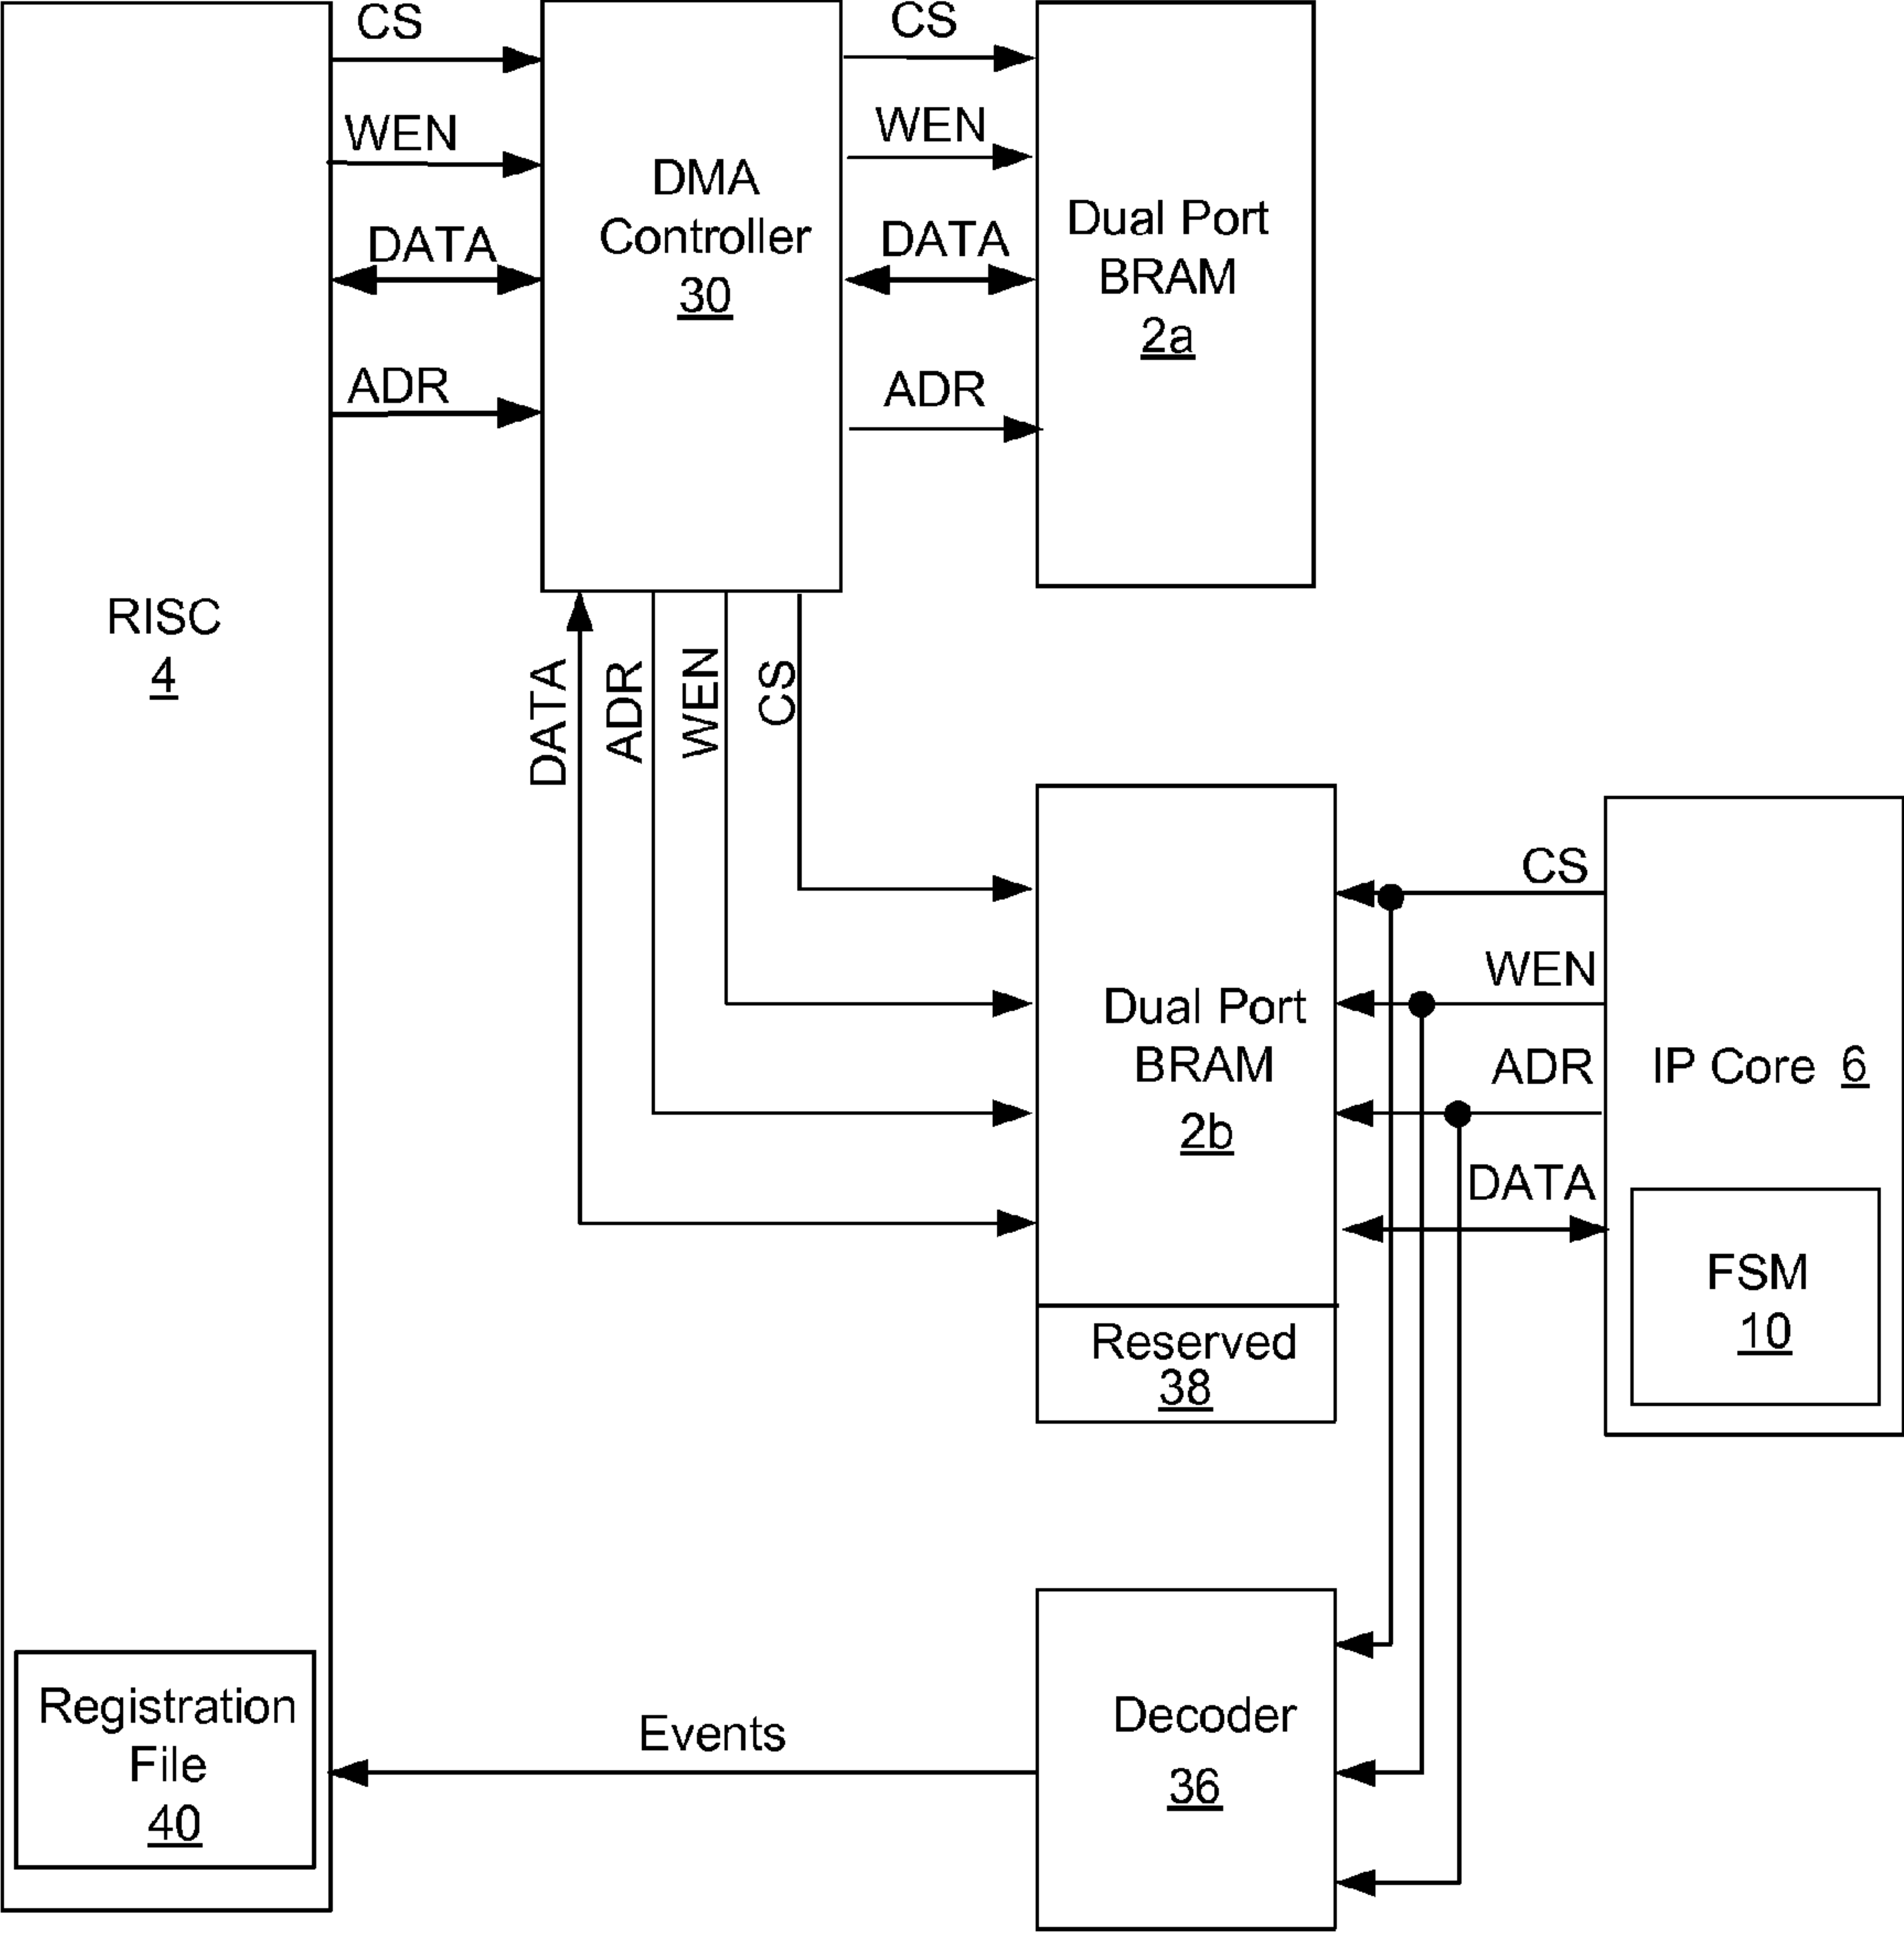 CS
WEN
DATA
ADR
DMA
Controller
30
CS
WEN
DATA
ADR
Dual Port
BRAM
2a
RISC
4
DATA
ADR
WEN
CS
Dual Port
BRAM
2b
Reserved
38
CS
WEN
ADR
DATA
IP Core 6
FSM
10
Registration
File
40
Events
Decoder
36